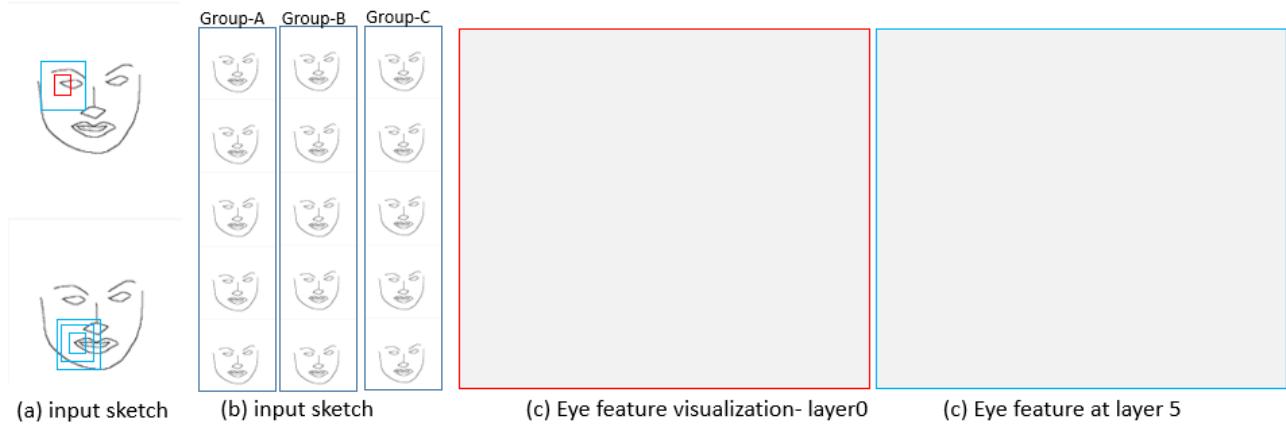 Group-A
Group-B
Group-C
(a) input sketch
(b) input sketch
(c) Eye feature visualization- layer0
(c) Eye feature at layer 5